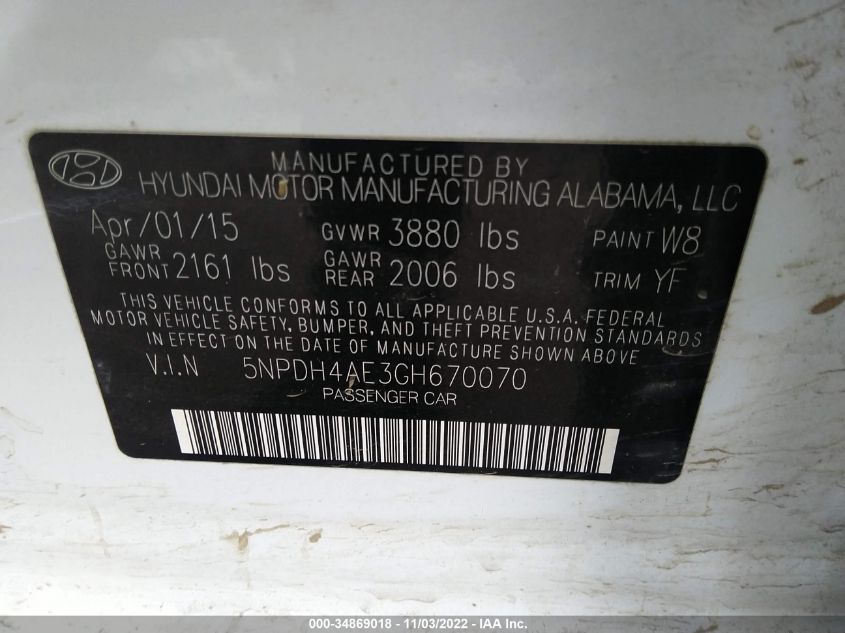 MANUFACTURED BY
HYUNDAI MOTOR MANUFACTURING ALABAMA, LLC
Apr/01/15 GVWR 3880 lbs PAINT W8
GAWR FRONT 2161 lbs GAWR REAR 2006 lbs TRIM YF
THIS VEHICLE CONFORMS TO ALL APPLICABLE U.S.A. FEDERAL
MOTOR VEHICLE SAFETY, BUMPER, AND THEFT PREVENTION STANDARDS
IN EFFECT ON THE DATE OF MANUFACTURE SHOWN ABOVE
V.I.N 5NPDH4AE3GH670070
PASSENGER CAR
000-34869018 - 11/03/2022 - IAA Inc.